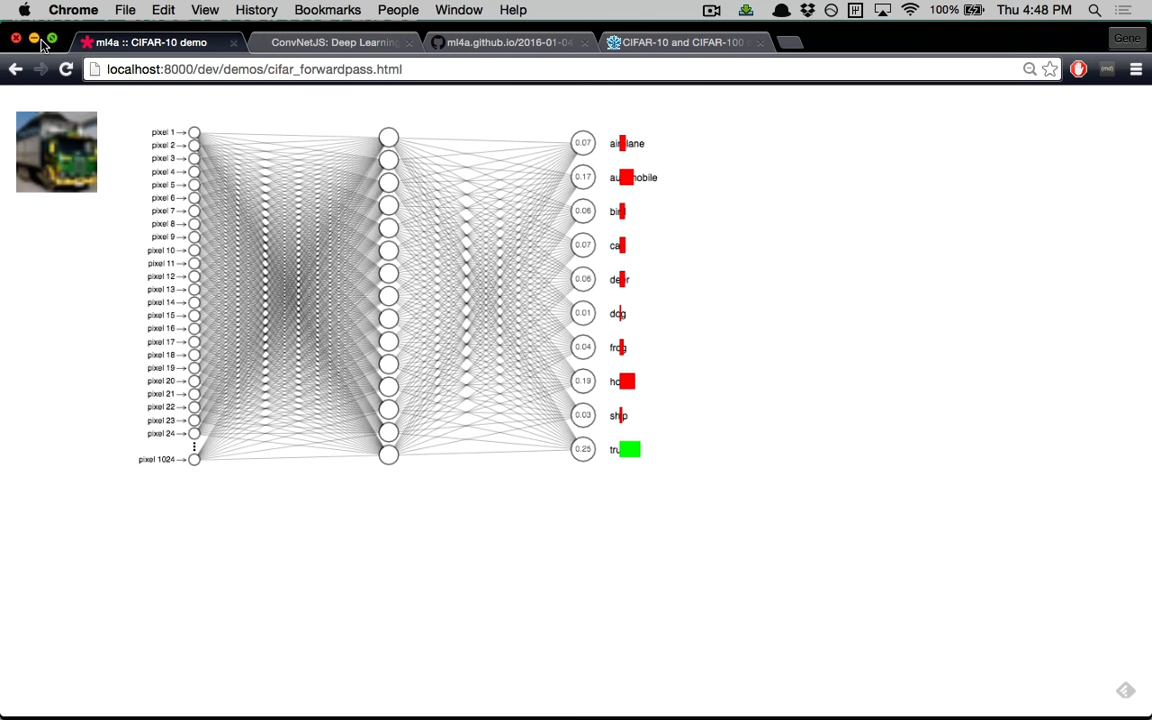 Chrome File Edit View History Bookmarks People Window Help 100% Thu 4:48 PM
ml4a :: CIFAR-10 demo ConvNetJS: Deep Learning ml4a.github.io/2016-01-04 CIFAR-10 and CIFAR-100 Gene
localhost:8000/dev/demos/cifar_forwardpass.html
pixel 1
pixel 2
pixel 3
pixel 4
pixel 5
pixel 6
pixel 7
pixel 8
pixel 9
pixel 10
pixel 11
pixel 12
pixel 13
pixel 14
pixel 15
pixel 16
pixel 17
pixel 18
pixel 19
pixel 20
pixel 21
pixel 22
pixel 23
pixel 24
pixel 1024
0.07 airplane
0.17 automobile
0.06 bird
0.07 cat
0.06 deer
0.01 dog
0.04 frog
0.19 horse
0.03 ship
0.25 truck